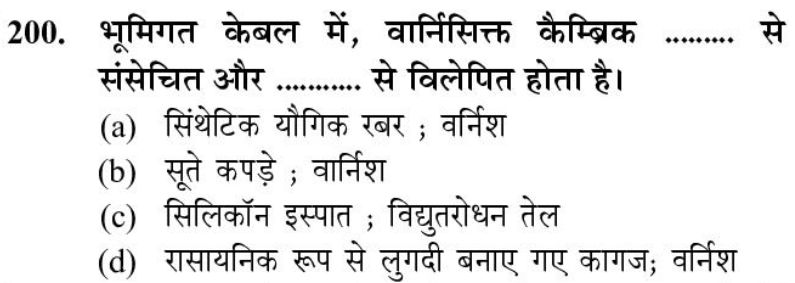 200. भूमिगत केबल में, वार्निसिक्त कैम्ब्रिक ......... से
संसेचित और ........... से विलेपित होता है।
(a) सिंथेटिक यौगिक रबर ; वर्निश
(b) सूते कपड़े ; वार्निश
(c) सिलिकॉन इस्पात ; विद्युतरोधन तेल
(d) रासायनिक रूप से लुगदी बनाए गए कागज; वर्निश